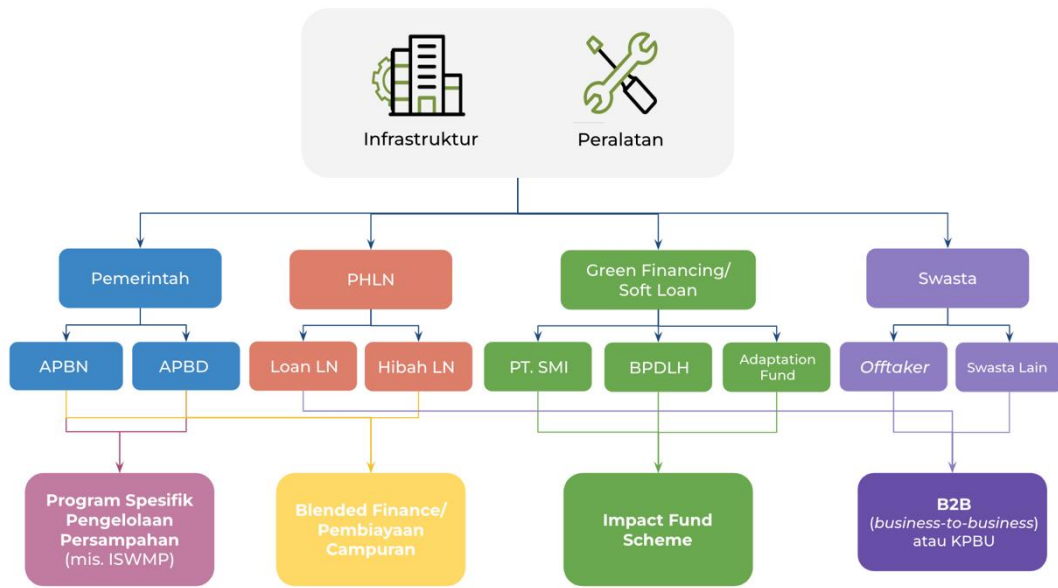 Infrastruktur
Peralatan
Pemerintah
PHLN
Green Financing/
Soft Loan
Swasta
APBN
APBD
Loan LN
Hibah LN
PT. SMI
BPDLH
Adaptation
Fund
Offtaker
Swasta Lain
Program Spesifik
Pengelolaan
Persampahan
(mis. ISWMP)
Blended Finance/
Pembiayaan
Campuran
Impact Fund
Scheme
B2B
(business-to-business)
atau KPBU